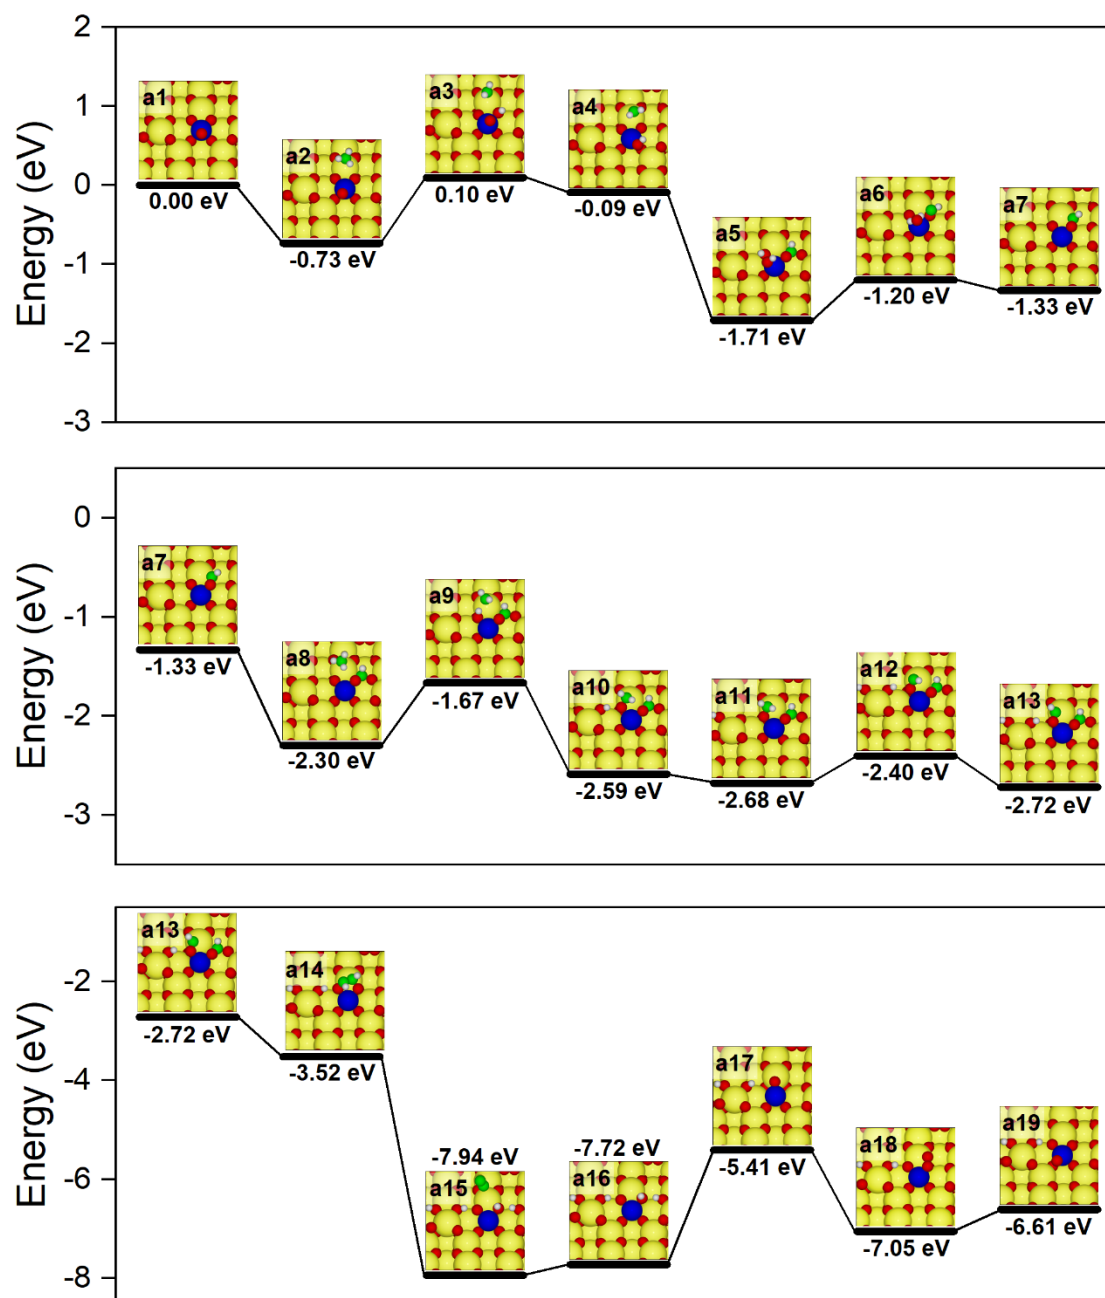 Energy (eV)
2
1
0
-1
-2
-3
a1
0.00 eV
a2
-0.73 eV
a3
0.10 eV
a4
-0.09 eV
a5
-1.71 eV
a6
-1.20 eV
a7
-1.33 eV
Energy (eV)
0
-1
-2
-3
a7
-1.33 eV
a8
-2.30 eV
a9
-1.67 eV
a10
-2.59 eV
a11
-2.68 eV
a12
-2.40 eV
a13
-2.72 eV
Energy (eV)
-2
-4
-6
-8
a13
-2.72 eV
a14
-3.52 eV
-7.94 eV
a15
-7.72 eV
a16
a17
-5.41 eV
a18
-7.05 eV
a19
-6.61 eV